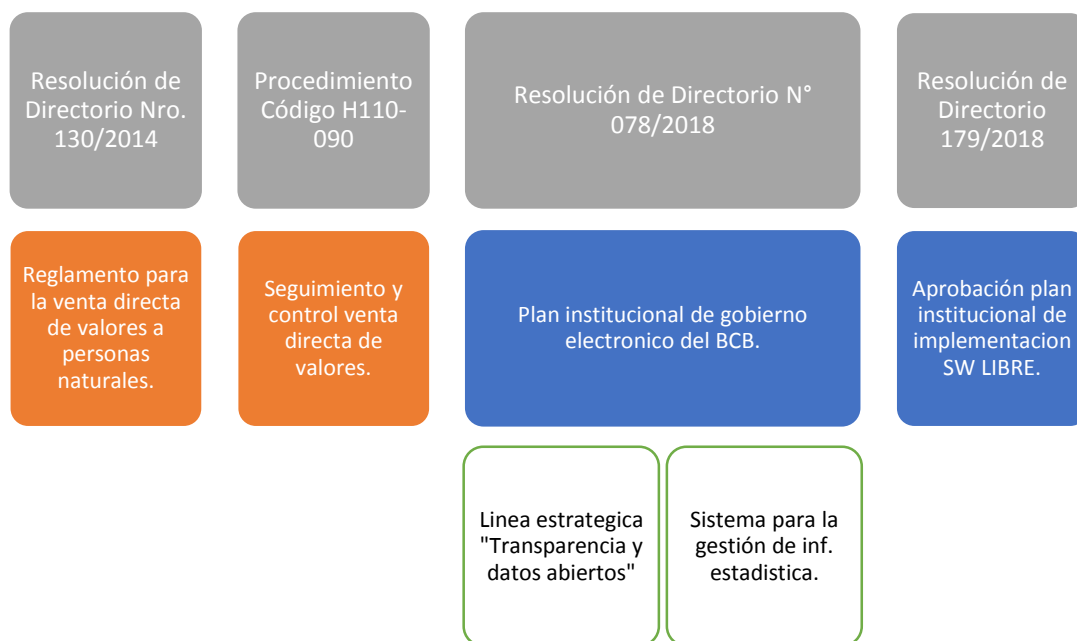 Resolución de
Directorio Nro.
130/2014
Procedimiento
Código H110-
090
Resolución de Directorio N°
078/2018
Resolución de
Directorio
179/2018
Reglamento para
la venta directa
de valores a
personas
naturales.
Seguimiento y
control venta
directa de
valores.
Plan institucional de gobierno
electronico del BCB.
Aprobación plan
institucional de
implementacion
SW LIBRE.
Linea estrategica
"Transparencia y
datos abiertos"
Sistema para la
gestión de inf.
estadistica.